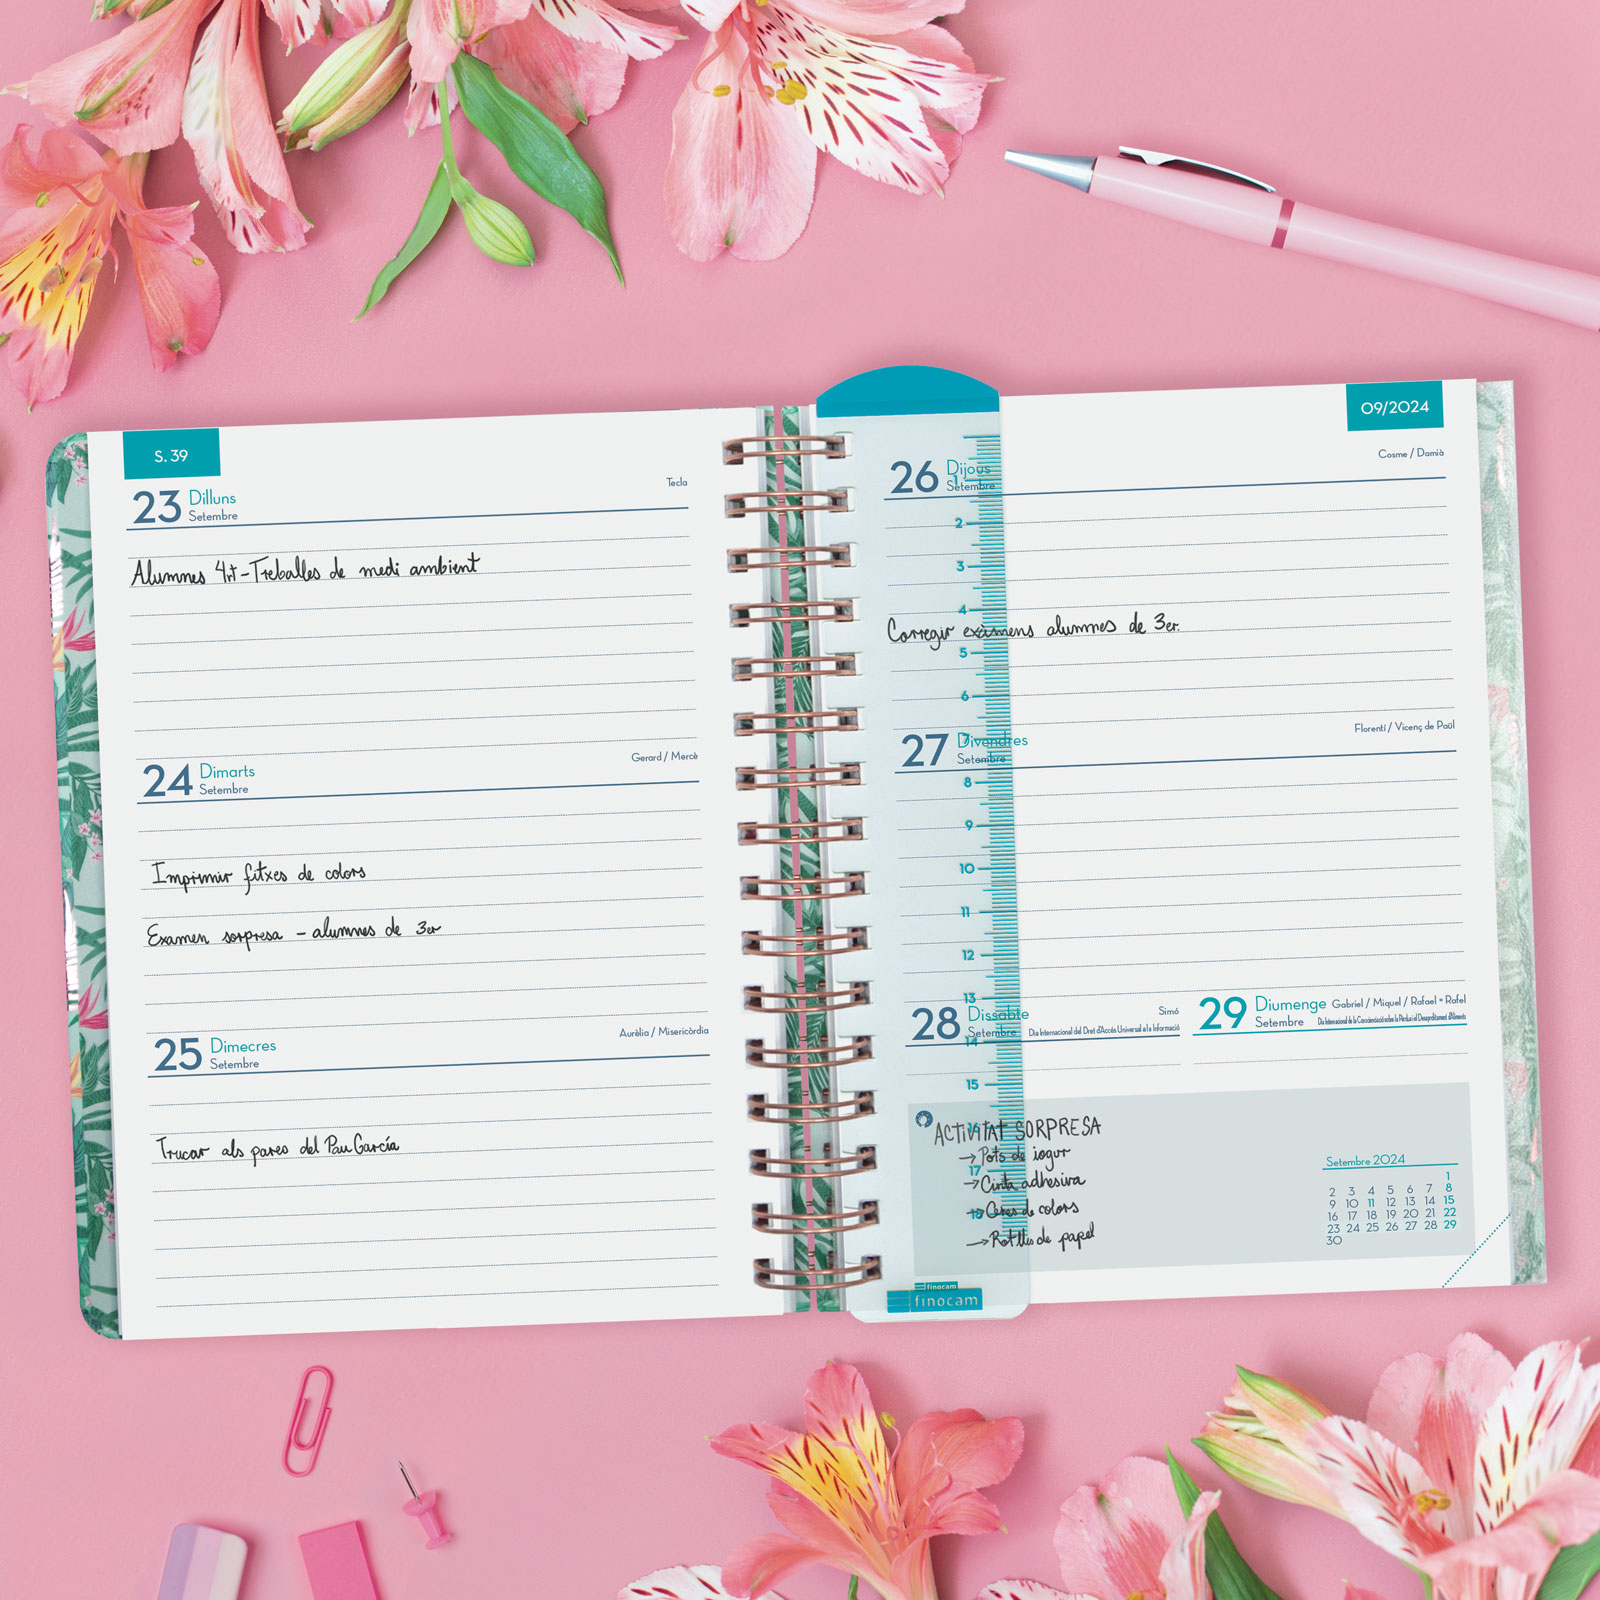 S. 39
23 Dilluns
Setembre
Tecla
Alumnes 4rt - Treballes de medi ambient
24 Dimarts
Setembre
Gerard / Mercè
Imprimir fitxes de colors
Examen sorpresa - alumnes de 3er
25 Dimecres
Setembre
Aurèlia / Misericòrdia
Trucar als pares del Pau García
09/2024
26 Dijous
Setembre
Cosme / Damià
Corregir exàmens alumnes de 3er.
27 Divendres
Setembre
Florentí / Vicenç de Paül
28 Dissabte
Setembre
Simó
Dia Internacional del Dret d'Accés Universal a la Informació
29 Diumenge
Setembre
Gabriel / Miquel / Rafael = Rafel
Dia Internacional de la Conscienciació sobre la Pèrdua i el Desaprofitament d'Aliments
ACTIVITAT SORPRESA
→ Pots de iogur
→ Cinta adhesiva
→ Ceres de colors
→ Rotlles de papel
Setembre 2024
1
2 3 4 5 6 7 8
9 10 11 12 13 14 15
16 17 18 19 20 21 22
23 24 25 26 27 28 29
30
1
2
3
4
5
6
7
8
9
10
11
12
13
14
15
16
17
18
finocam
finocam